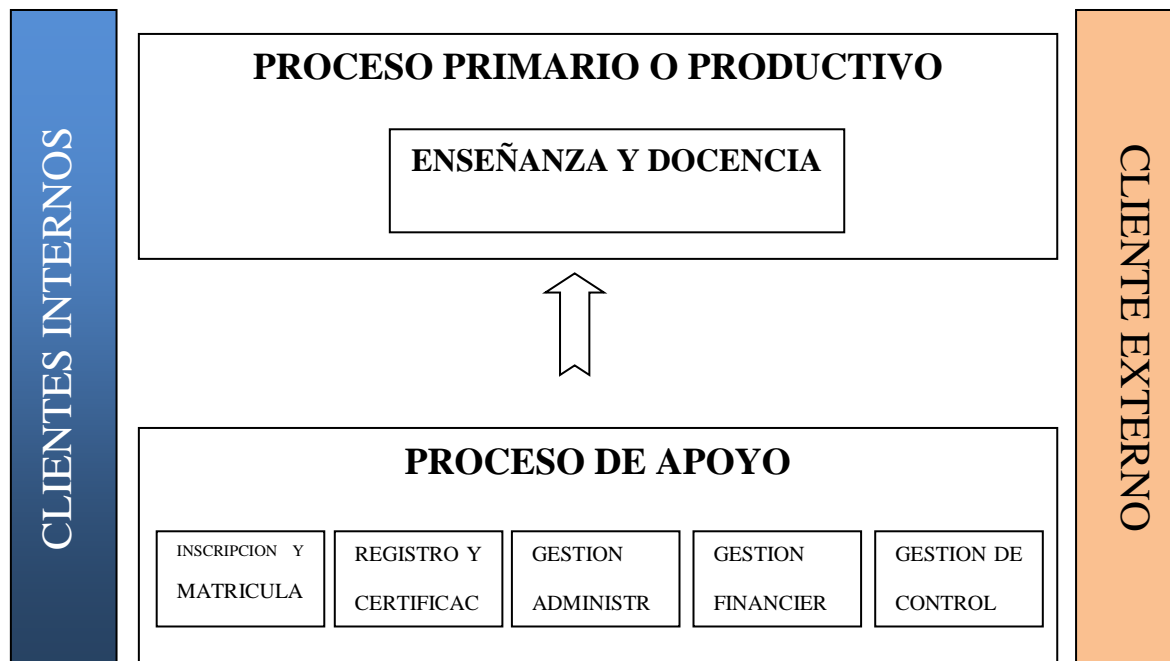 CLIENTES INTERNOS
PROCESO PRIMARIO O PRODUCTIVO
ENSEÑANZA Y DOCENCIA
PROCESO DE APOYO
INSCRIPCION Y
MATRICULA
REGISTRO Y
CERTIFICAC
GESTION
ADMINISTR
GESTION
FINANCIER
GESTION DE
CONTROL
CLIENTE EXTERNO